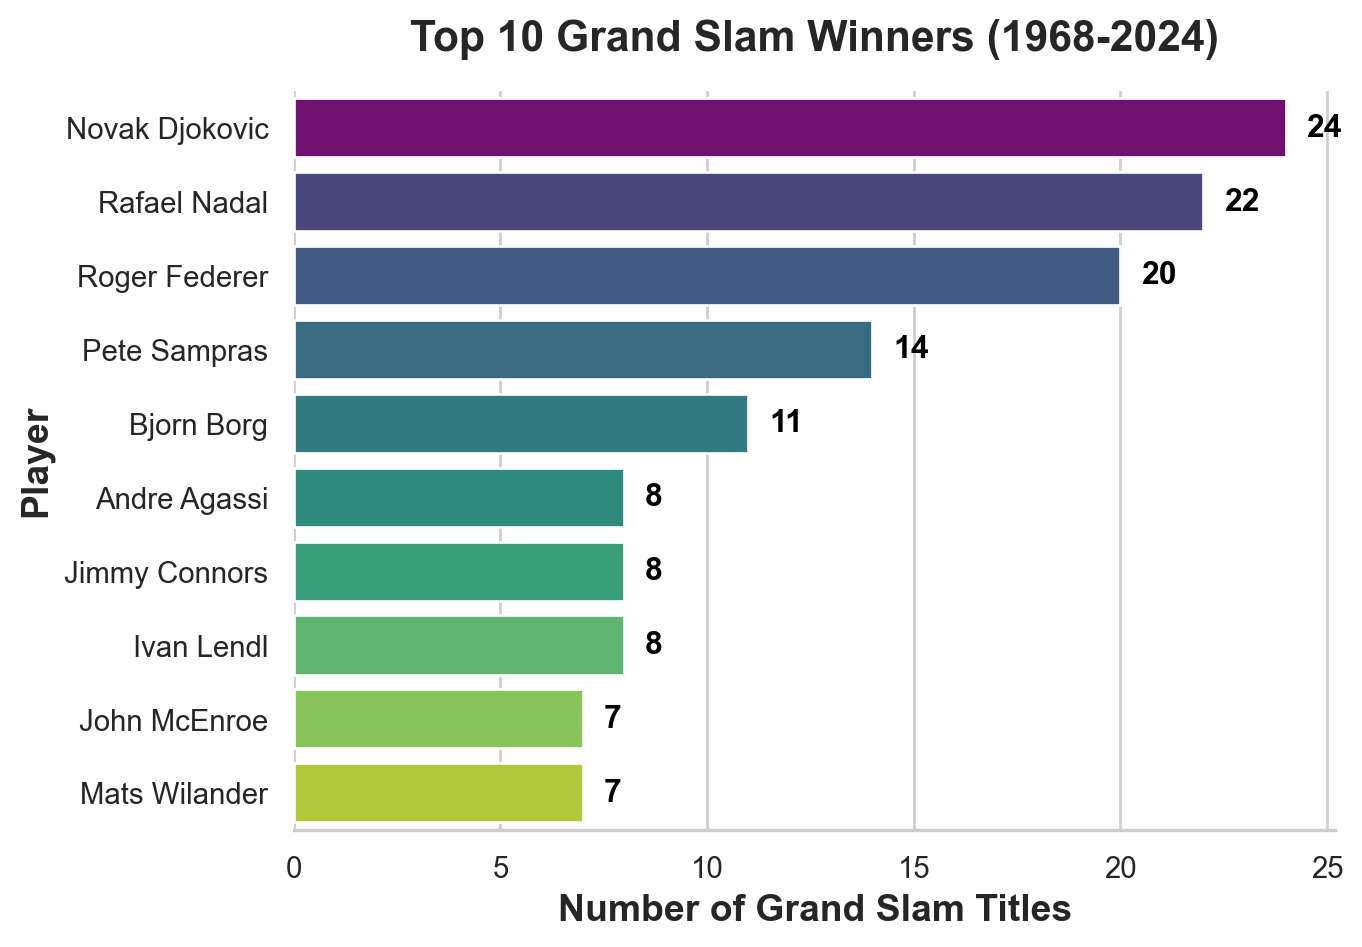 Top 10 Grand Slam Winners (1968-2024)
Player
Novak Djokovic 24
Rafael Nadal 22
Roger Federer 20
Pete Sampras 14
Bjorn Borg 11
Andre Agassi 8
Jimmy Connors 8
Ivan Lendl 8
John McEnroe 7
Mats Wilander 7
0 5 10 15 20 25
Number of Grand Slam Titles